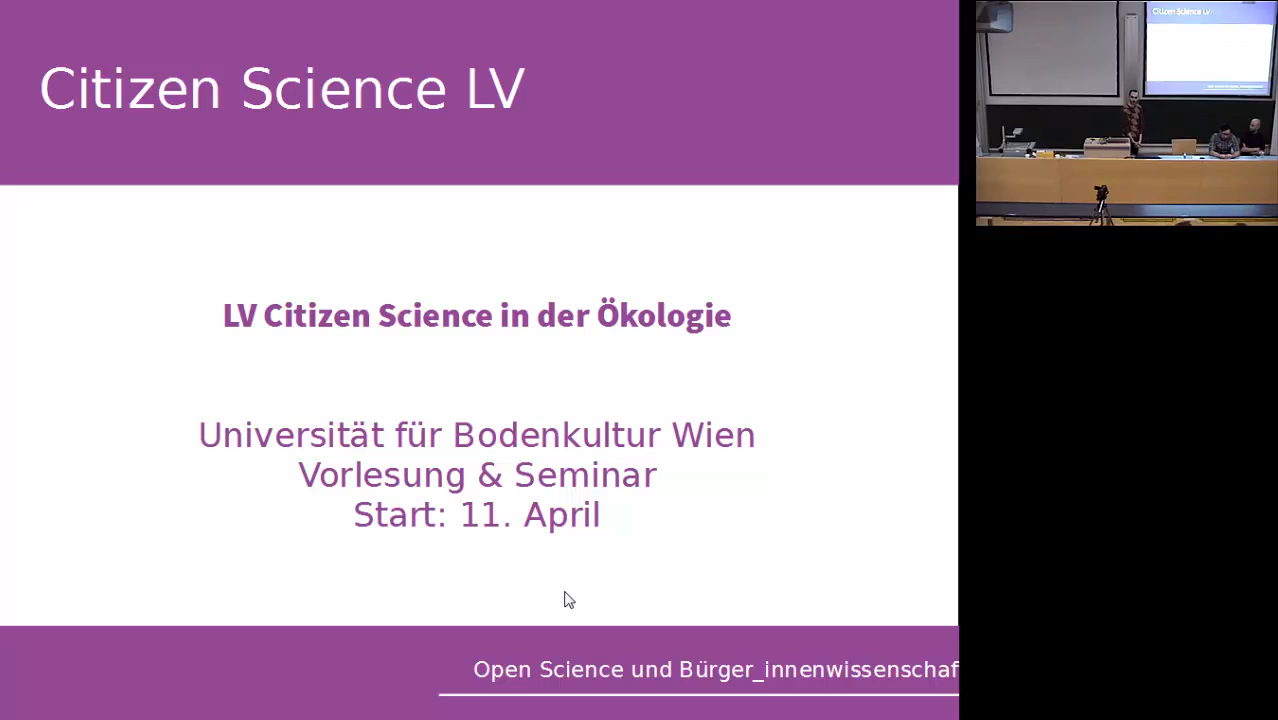 Citizen Science LV
LV Citizen Science in der Ökologie
Universität für Bodenkultur Wien
Vorlesung & Seminar
Start: 11. April
Open Science und Bürger_innenwissenschaf
Citizen Science LV